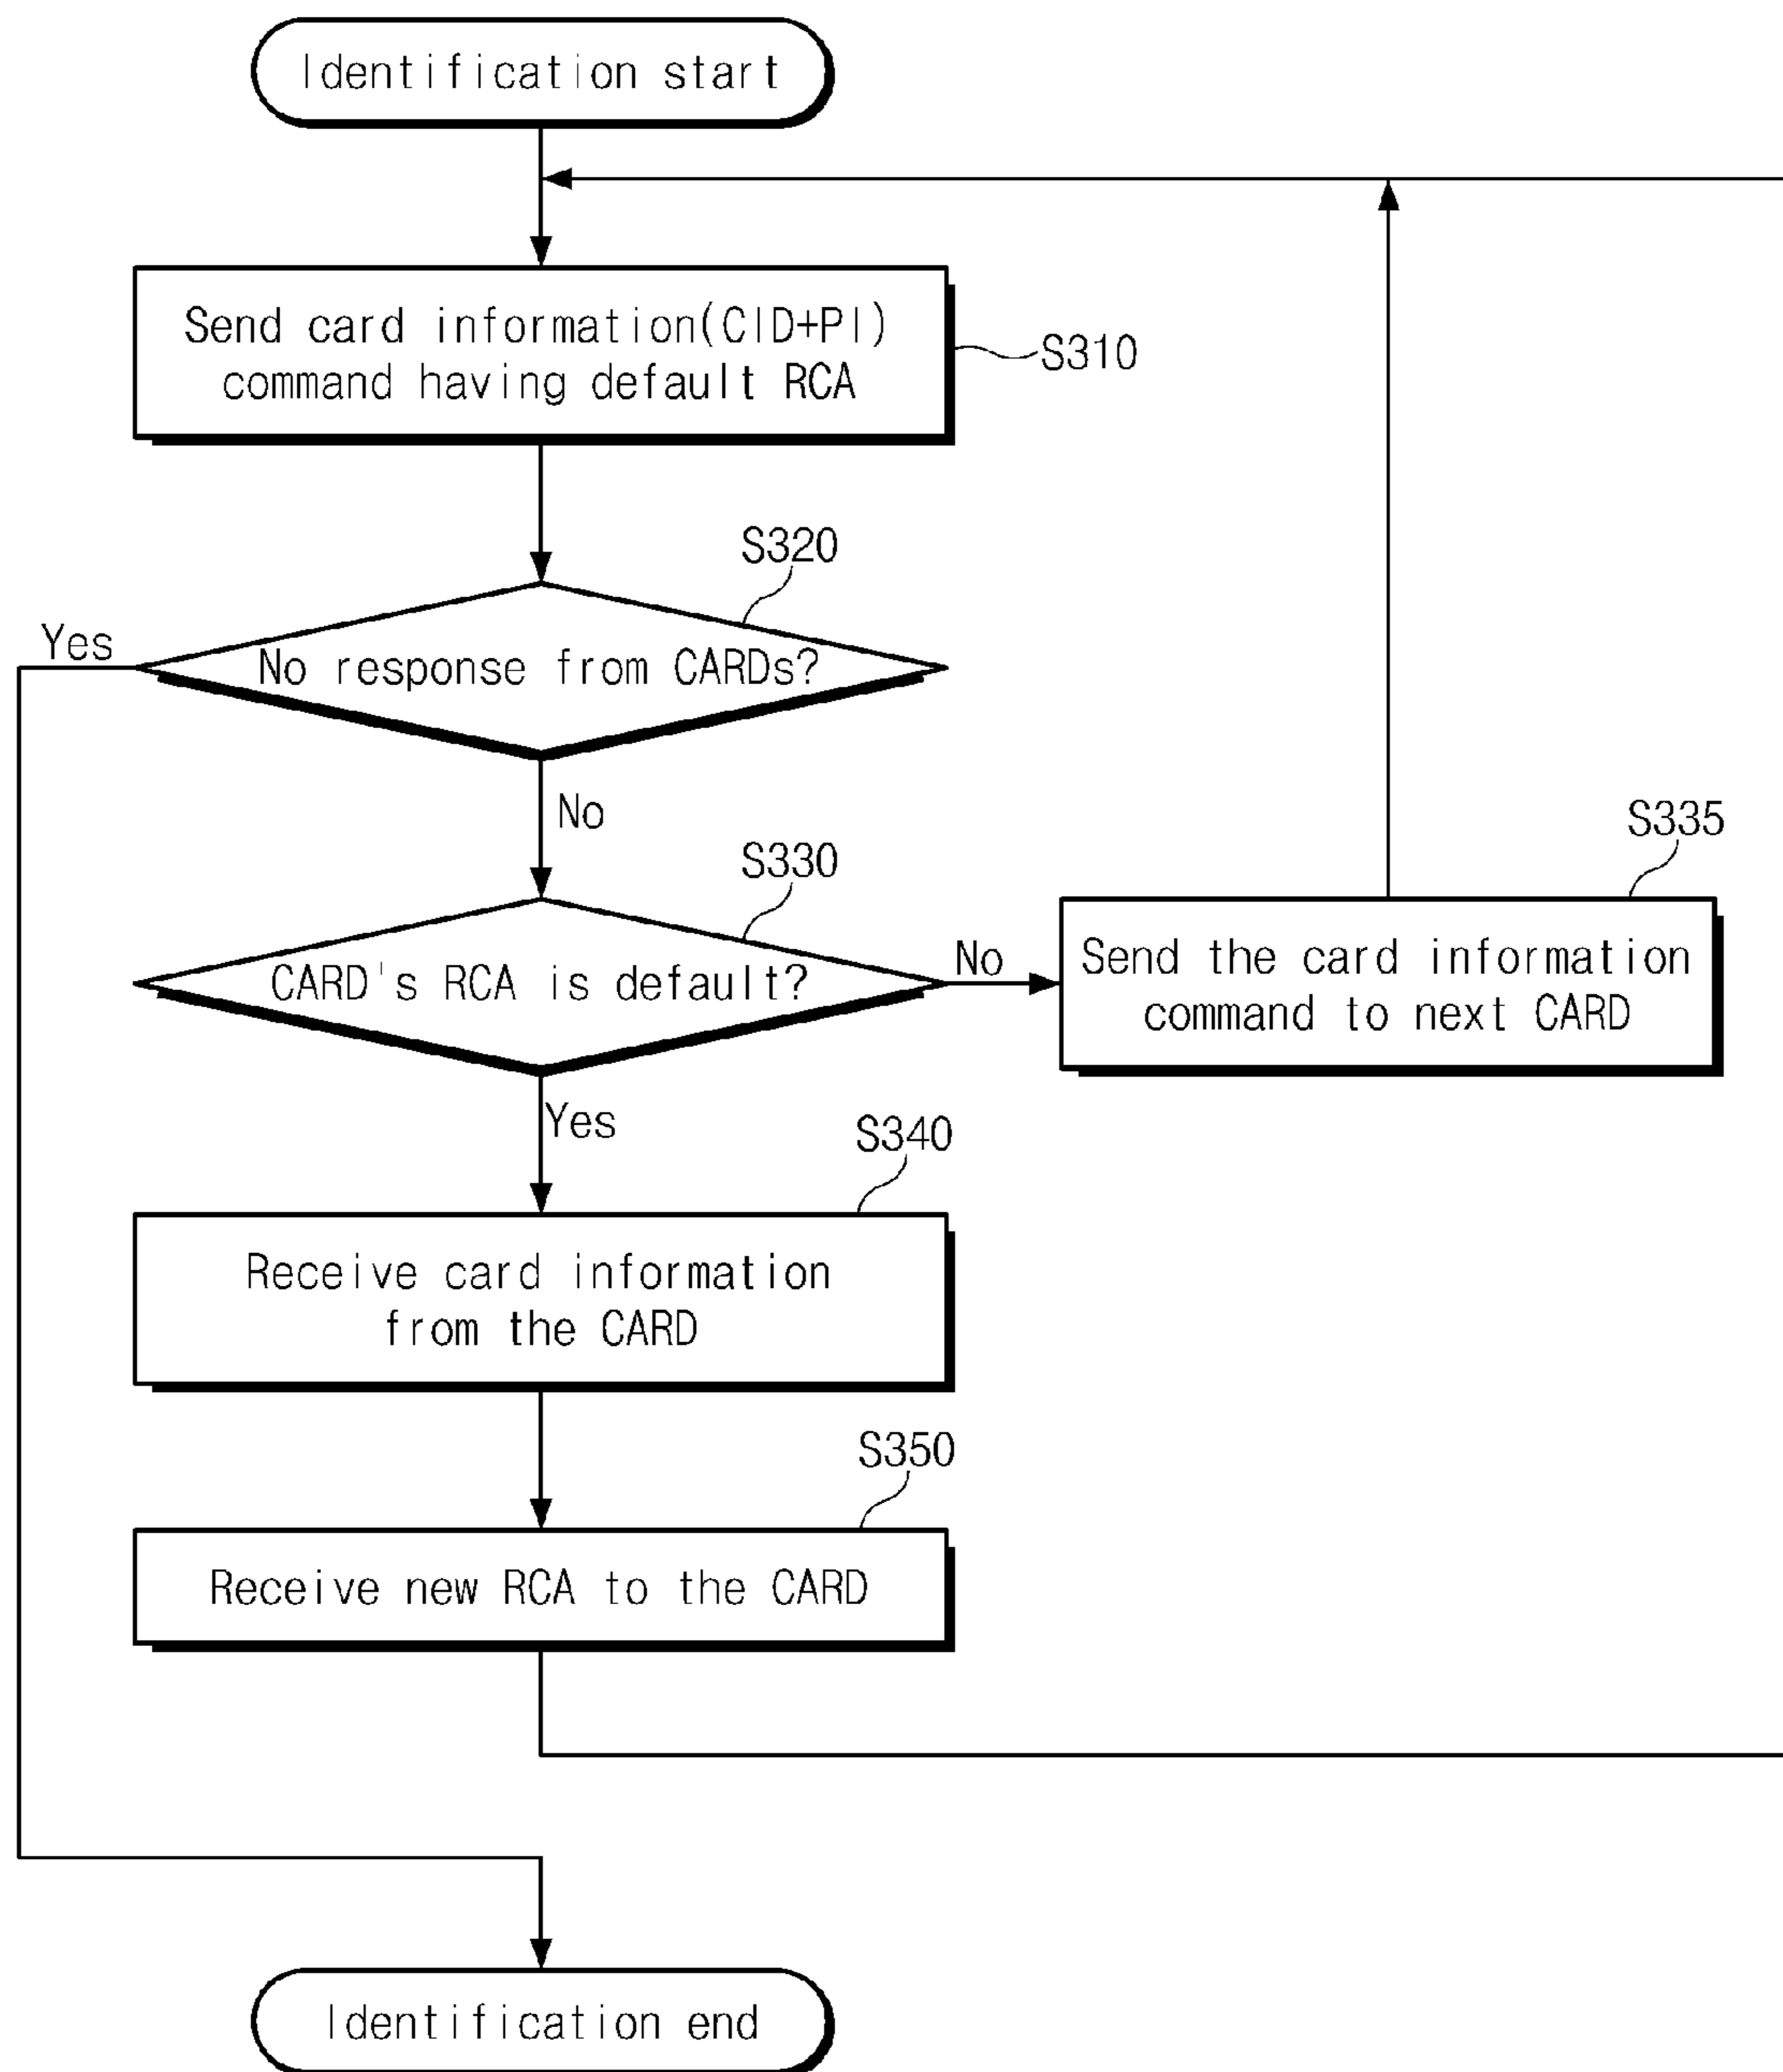 Identification start
Send card information(CID+PI)
command having default RCA
S310
S320
Yes
No response from CARDs?
No
S330
CARD's RCA is default?
No
S335
Send the card information
command to next CARD
Yes
S340
Receive card information
from the CARD
S350
Receive new RCA to the CARD
Identification end